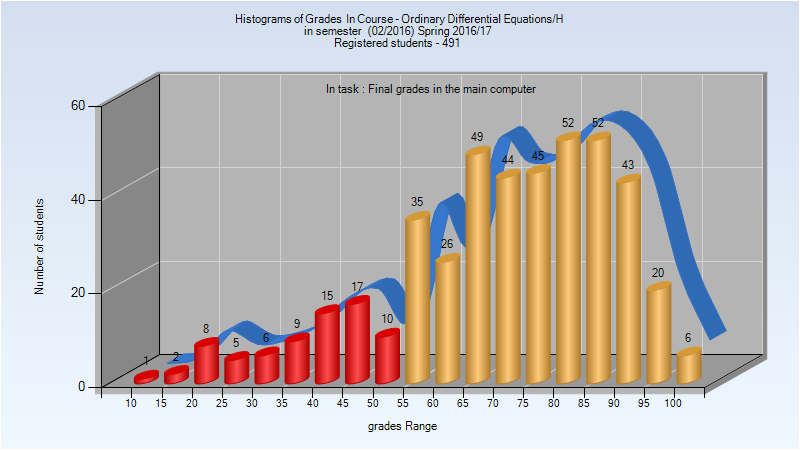 Histograms of Grades In Course - Ordinary Differential Equations/H
in semester (02/2016) Spring 2016/17
Registered students - 491
In task : Final grades in the main computer
60
40
20
0
Number of students
1 2 8 5 6 9 15 17 10 35 26 49 44 45 52 52 43 20 6
10 15 20 25 30 35 40 45 50 55 60 65 70 75 80 85 90 95 100
grades Range